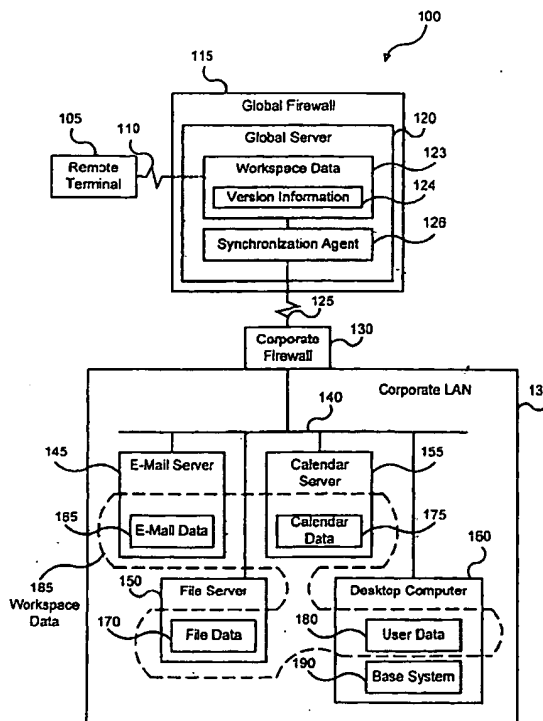 100
115
Global Firewall
120
105
110
Global Server
123
Remote
Terminal
Workspace Data
124
Version Information
126
Synchronization Agent
125
130
Corporate
Firewall
Corporate LAN
13
140
145
E-Mail Server
Calendar
Server
155
165
E-Mail Data
Calendar
Data
175
185
Workspace
Data
150
File Server
160
Desktop Computer
170
File Data
180
User Data
190
Base System